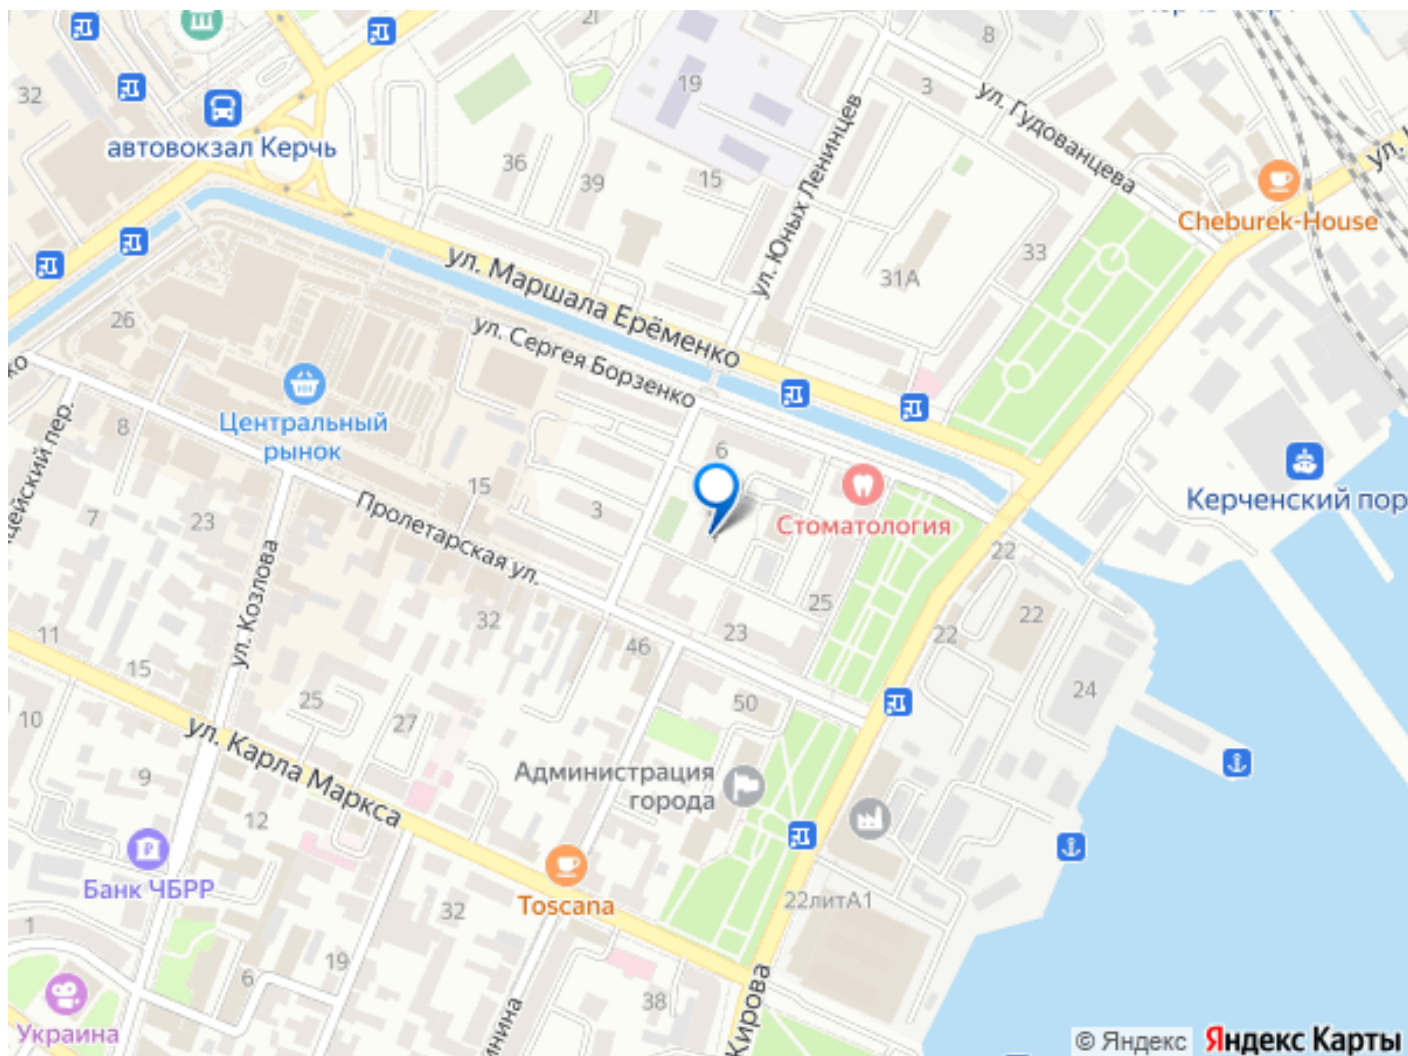 21
8
32
19
3
ул. Гудованцева
ул. Юных Ленинцев
автовокзал Керчь
36
39
15
Cheburek-House
33
31А
ул. Маршала Ерёменко
26
ул. Сергея Борзенко
Центральный
рынок
8
6
15
3
Керченский пор
Стоматология
7
23
Пролетарская ул.
22
22
22
25
ул. Козлова
32
46
23
11
15
25
27
50
24
10
ул. Карла Маркса
9
12
Администрация
города
Банк ЧБРР
Toscana
32
22литА1
1
6
19
38
Украина
Кирова
© Яндекс
Яндекс Карты